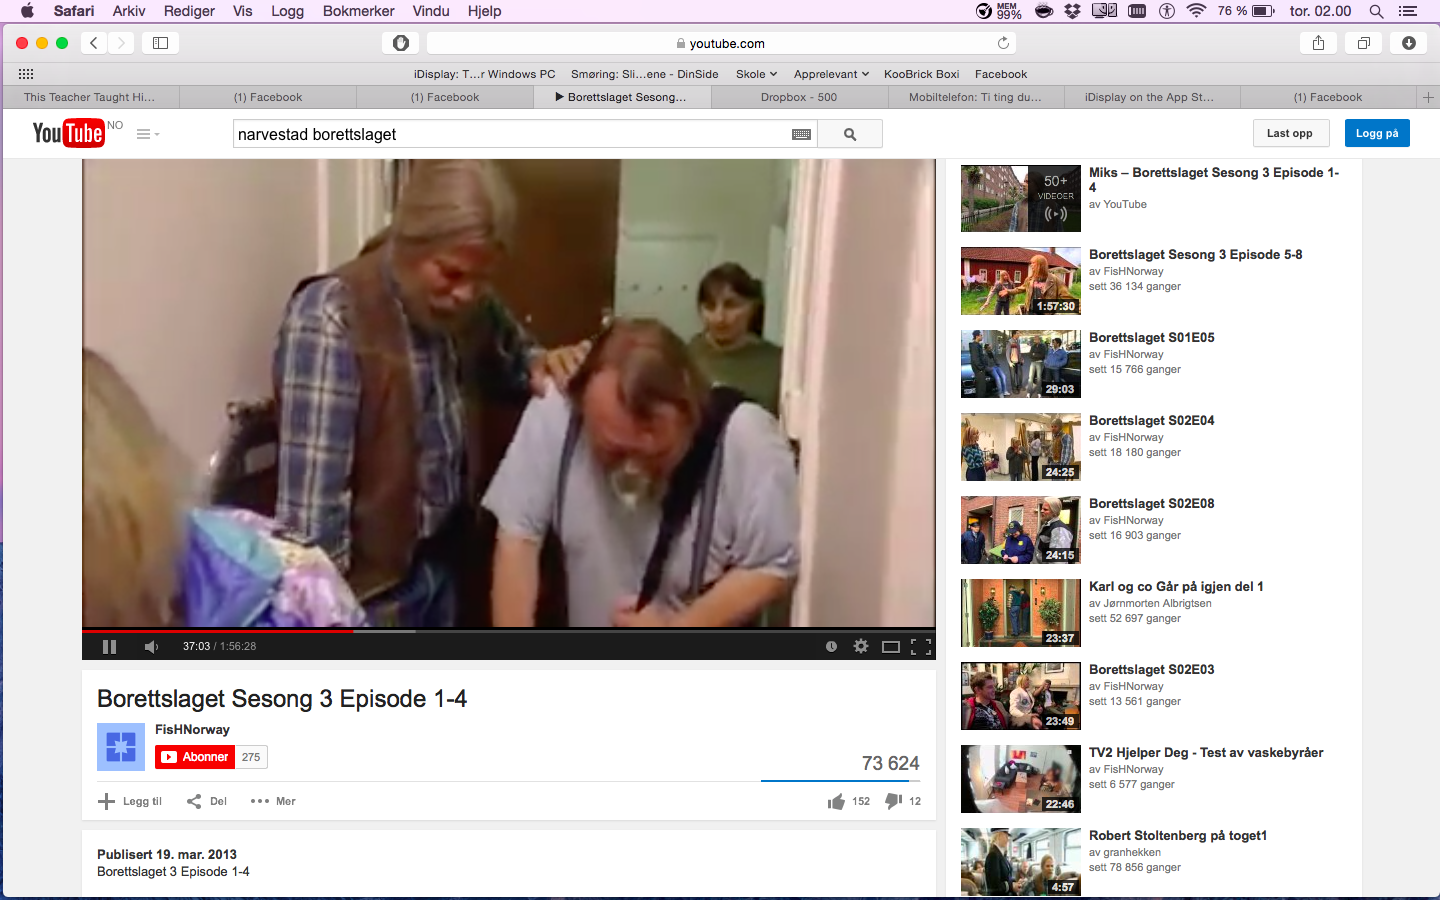 Safari Arkiv Rediger Vis Logg Bokmerker Vindu Hjelp MEM 99% 76 % tor. 02.00
youtube.com
iDisplay: T…r Windows PC Smøring: Sli…ene - DinSide Skole Apprelevant KooBrick Boxi Facebook
This Teacher Taught Hi… (1) Facebook (1) Facebook ▶ Borettslaget Sesong… Dropbox - 500 Mobiltelefon: Ti ting du… iDisplay on the App St… (1) Facebook
YouTube NO narvestad borettslaget Last opp Logg på
37:03 / 1:56:28
Borettslaget Sesong 3 Episode 1-4
FisHNorway
Abonner 275
73 624
Legg til Del Mer 152 12
Publisert 19. mar. 2013
Borettslaget 3 Episode 1-4
50+
VIDEOER
Miks – Borettslaget Sesong 3 Episode 1-
4
av YouTube
1:57:30
Borettslaget Sesong 3 Episode 5-8
av FisHNorway
sett 36 134 ganger
29:03
Borettslaget S01E05
av FisHNorway
sett 15 766 ganger
24:25
Borettslaget S02E04
av FisHNorway
sett 18 180 ganger
24:15
Borettslaget S02E08
av FisHNorway
sett 16 903 ganger
23:37
Karl og co Går på igjen del 1
av Jørnmorten Albrigtsen
sett 52 697 ganger
23:49
Borettslaget S02E03
av FisHNorway
sett 13 561 ganger
22:46
TV2 Hjelper Deg - Test av vaskebyråer
av FisHNorway
sett 6 577 ganger
4:57
Robert Stoltenberg på toget1
av granhekken
sett 78 856 ganger